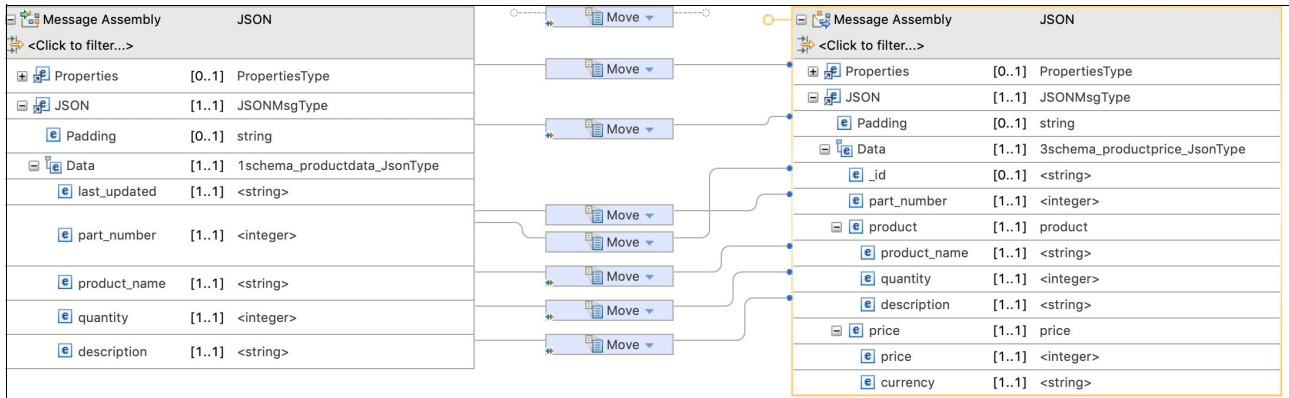 Message Assembly JSON
<Click to filter...>
Properties [0..1] PropertiesType
JSON [1..1] JSONMsgType
Padding [0..1] string
Data [1..1] 1schema_productdata_JsonType
last_updated [1..1] <string>
part_number [1..1] <integer>
product_name [1..1] <string>
quantity [1..1] <integer>
description [1..1] <string>
Move
Move
Move
Move
Move
Move
Move
Move
Message Assembly JSON
<Click to filter...>
Properties [0..1] PropertiesType
JSON [1..1] JSONMsgType
Padding [0..1] string
Data [1..1] 3schema_productprice_JsonType
_id [0..1] <string>
part_number [1..1] <integer>
product [1..1] product
product_name [1..1] <string>
quantity [1..1] <integer>
description [1..1] <string>
price [1..1] price
price [1..1] <integer>
currency [1..1] <string>